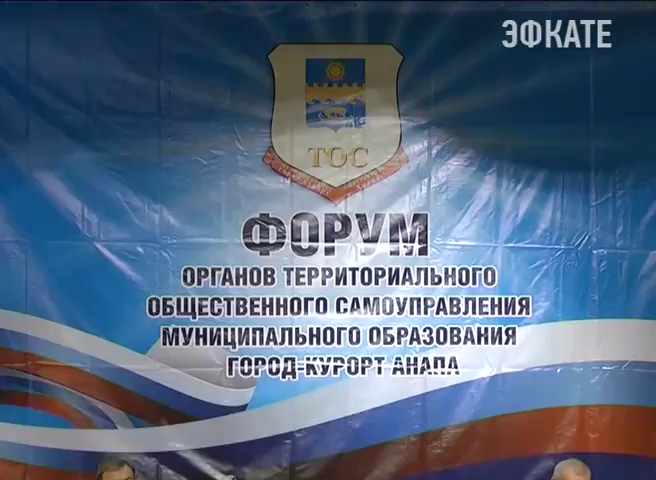 ЭФКАТЕ
ТОС
ФОРУМ
ОРГАНОВ ТЕРРИТОРИАЛЬНОГО
ОБЩЕСТВЕННОГО САМОУПРАВЛЕНИЯ
МУНИЦИПАЛЬНОГО ОБРАЗОВАНИЯ
ГОРОД-КУРОРТ АНАПА